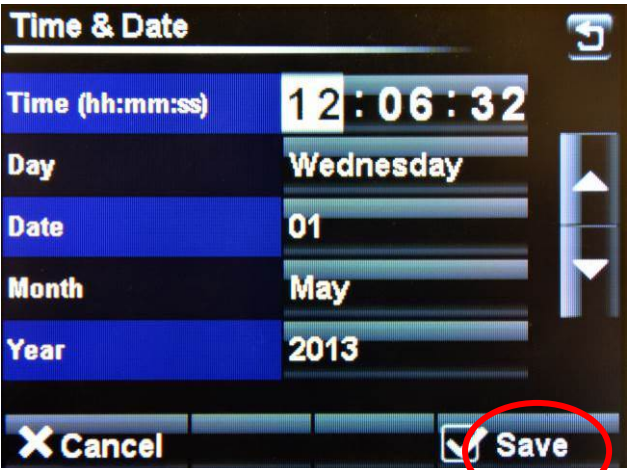 Time & Date
Time (hh:mm:ss) 12:06:32
Day Wednesday
Date 01
Month May
Year 2013
Cancel Save